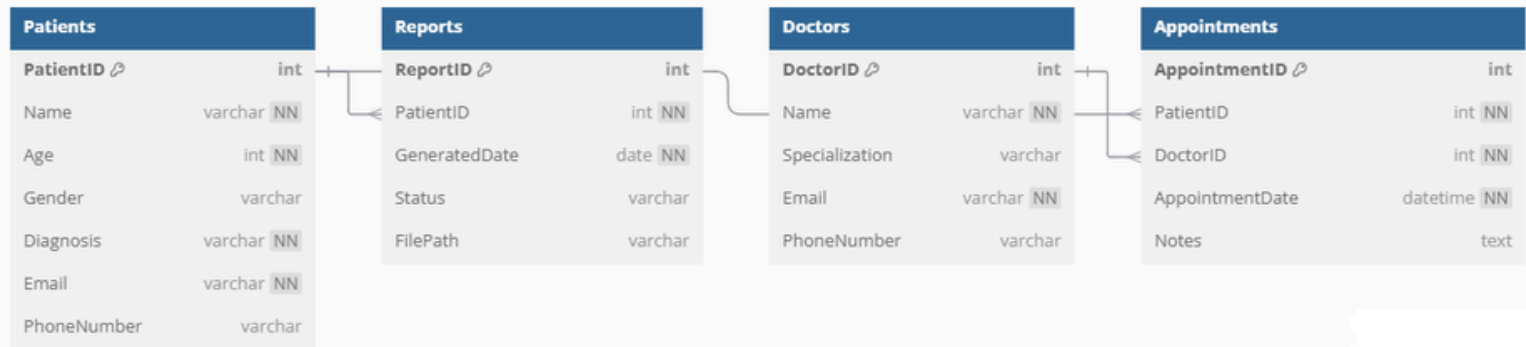 Patients
PatientID int
Name varchar NN
Age int NN
Gender varchar
Diagnosis varchar NN
Email varchar NN
PhoneNumber varchar
Reports
ReportID int
PatientID int NN
GeneratedDate date NN
Status varchar
FilePath varchar
Doctors
DoctorID int
Name varchar NN
Specialization varchar
Email varchar NN
PhoneNumber varchar
Appointments
AppointmentID int
PatientID int NN
DoctorID int NN
AppointmentDate datetime NN
Notes text